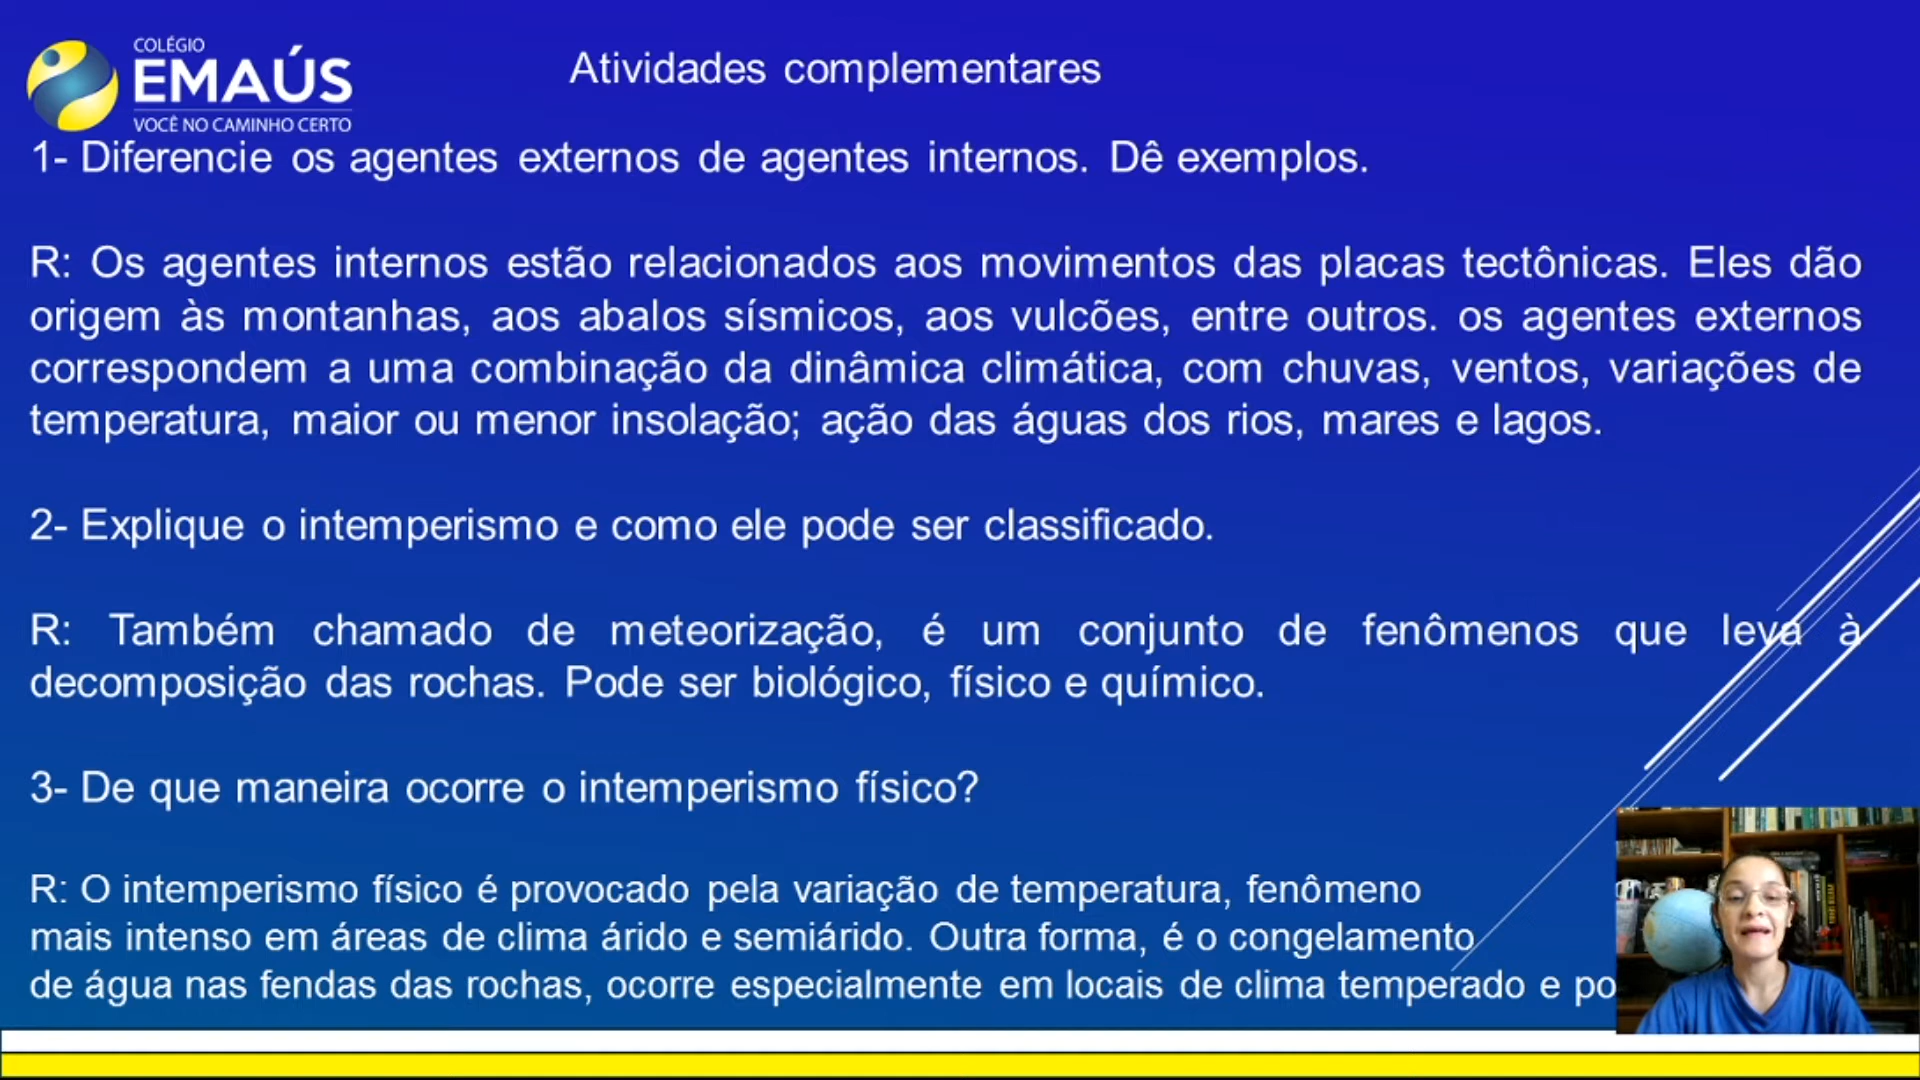 COLÉGIO
EMAÚS
VOCÊ NO CAMINHO CERTO
Atividades complementares
1- Diferencie os agentes externos de agentes internos. Dê exemplos.
R: Os agentes internos estão relacionados aos movimentos das placas tectônicas. Eles dão
origem às montanhas, aos abalos sísmicos, aos vulcões, entre outros. os agentes externos
correspondem a uma combinação da dinâmica climática, com chuvas, ventos, variações de
temperatura, maior ou menor insolação; ação das águas dos rios, mares e lagos.
2- Explique o intemperismo e como ele pode ser classificado.
R: Também chamado de meteorização, é um conjunto de fenômenos que leva à
decomposição das rochas. Pode ser biológico, físico e químico.
3- De que maneira ocorre o intemperismo físico?
R: O intemperismo físico é provocado pela variação de temperatura, fenômeno
mais intenso em áreas de clima árido e semiárido. Outra forma, é o congelamento
de água nas fendas das rochas, ocorre especialmente em locais de clima temperado e po